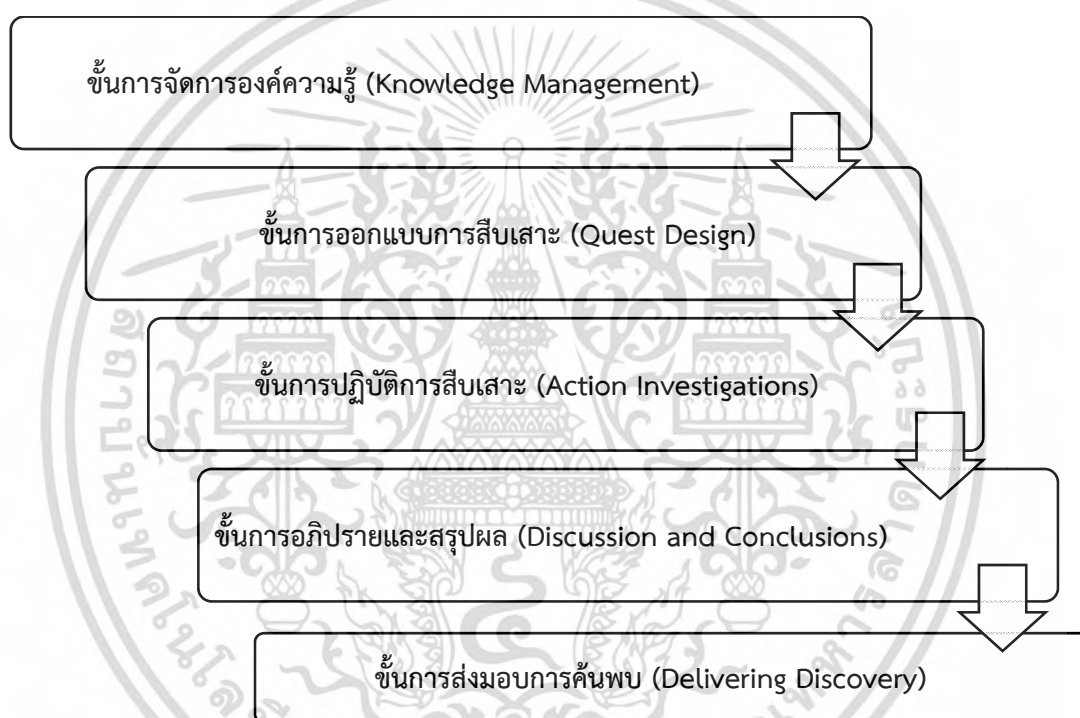 ขั้นการจัดการองค์ความรู้ (Knowledge Management)
ขั้นการออกแบบการสืบเสาะ (Quest Design)
ขั้นการปฏิบัติการสืบเสาะ (Action Investigations)
ขั้นการอภิปรายและสรุปผล (Discussion and Conclusions)
ขั้นการส่งมอบการค้นพบ (Delivering Discovery)